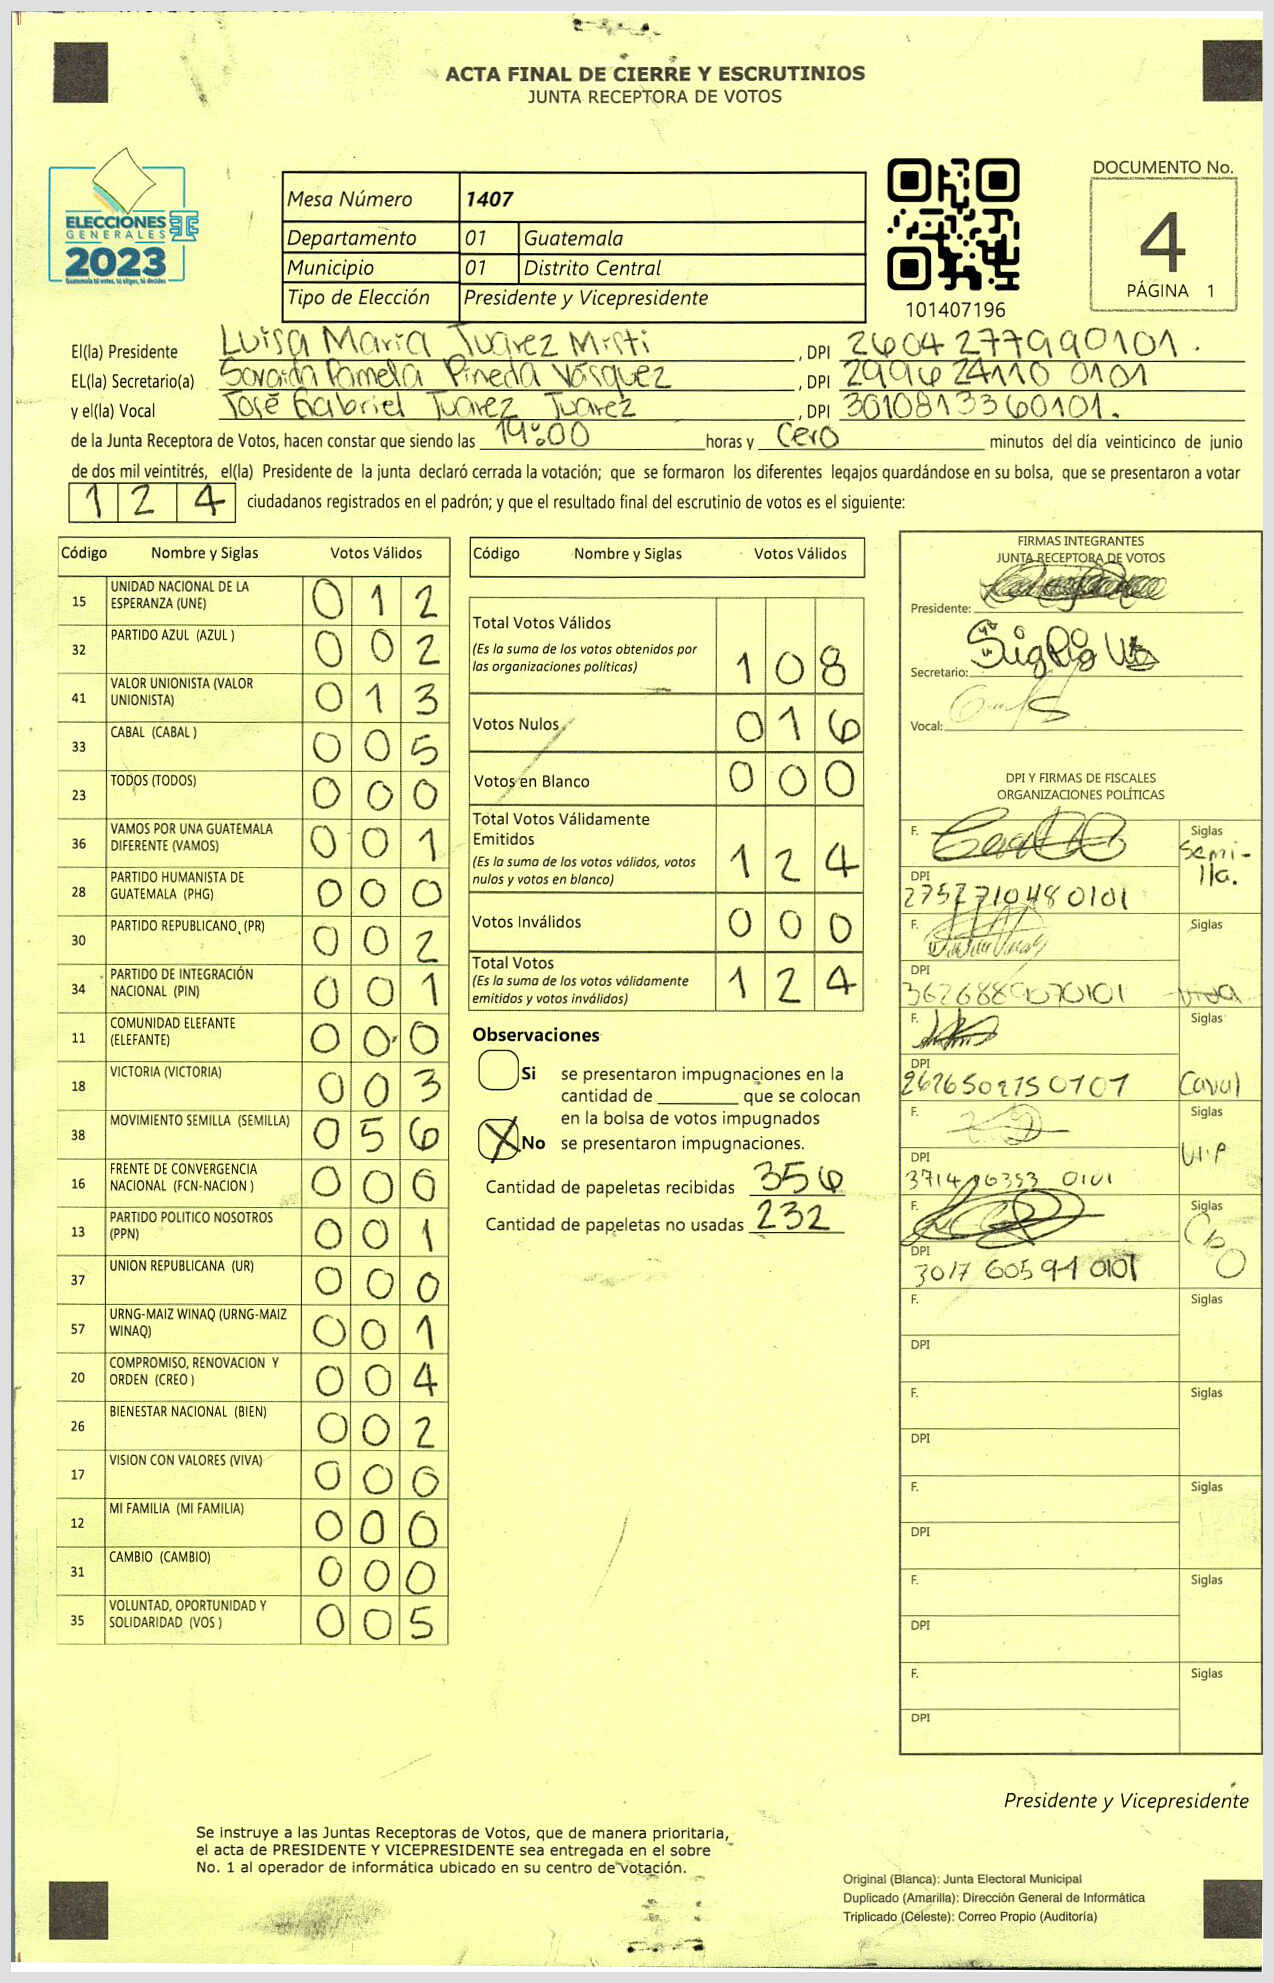 ACTA FINAL DE CIERRE Y ESCRUTINIOS
JUNTA RECEPTORA DE VOTOS
ELECCIONES
GENERALES
2023
Guatemala tú votes, tú eliges, tú decides
Mesa Número 1407
Departamento 01 Guatemala
Municipio 01 Distrito Central
Tipo de Elección Presidente y Vicepresidente
101407196
DOCUMENTO No.
4
PÁGINA 1
El(la) Presidente Luisa María Juárez Misti, DPI 2604277990101.
EL(la) Secretario(a) Soraida Pamela Pineda Vásquez, DPI 2994624110 0101
y el(la) Vocal José Gabriel Juarez Juarez, DPI 3010813360101.
de la Junta Receptora de Votos, hacen constar que siendo las 19:00 horas y Cero minutos del día veinticinco de junio
de dos mil veintitrés, el(la) Presidente de la junta declaró cerrada la votación; que se formaron los diferentes legajos guardándose en su bolsa, que se presentaron a votar
1 2 4 ciudadanos registrados en el padrón; y que el resultado final del escrutinio de votos es el siguiente:
Código Nombre y Siglas Votos Válidos
15 UNIDAD NACIONAL DE LA ESPERANZA (UNE) 0 1 2
32 PARTIDO AZUL (AZUL ) 0 0 2
41 VALOR UNIONISTA (VALOR UNIONISTA) 0 1 3
33 CABAL (CABAL ) 0 0 5
23 TODOS (TODOS) 0 0 0
36 VAMOS POR UNA GUATEMALA DIFERENTE (VAMOS) 0 0 1
28 PARTIDO HUMANISTA DE GUATEMALA (PHG) 0 0 0
30 PARTIDO REPUBLICANO (PR) 0 0 2
34 PARTIDO DE INTEGRACIÓN NACIONAL (PIN) 0 0 1
11 COMUNIDAD ELEFANTE (ELEFANTE) 0 0 0
18 VICTORIA (VICTORIA) 0 0 3
38 MOVIMIENTO SEMILLA (SEMILLA) 0 5 6
16 FRENTE DE CONVERGENCIA NACIONAL (FCN-NACION ) 0 0 0
13 PARTIDO POLITICO NOSOTROS (PPN) 0 0 1
37 UNION REPUBLICANA (UR) 0 0 0
57 URNG-MAIZ WINAQ (URNG-MAIZ WINAQ) 0 0 1
20 COMPROMISO, RENOVACION Y ORDEN (CREO ) 0 0 4
26 BIENESTAR NACIONAL (BIEN) 0 0 2
17 VISION CON VALORES (VIVA) 0 0 0
12 MI FAMILIA (MI FAMILIA) 0 0 0
31 CAMBIO (CAMBIO) 0 0 0
35 VOLUNTAD, OPORTUNIDAD Y SOLIDARIDAD (VOS ) 0 0 5
Código Nombre y Siglas Votos Válidos
Total Votos Válidos
(Es la suma de los votos obtenidos por
las organizaciones políticas) 1 0 8
Votos Nulos 0 1 6
Votos en Blanco 0 0 0
Total Votos Válidamente
Emitidos
(Es la suma de los votos válidos, votos
nulos y votos en blanco) 1 2 4
Votos Inválidos 0 0 0
Total Votos
(Es la suma de los votos válidamente
emitidos y votos inválidos) 1 2 4
Observaciones
Si se presentaron impugnaciones en la
cantidad de ________ que se colocan
en la bolsa de votos impugnados
X No se presentaron impugnaciones.
Cantidad de papeletas recibidas 356
Cantidad de papeletas no usadas 232
FIRMAS INTEGRANTES
JUNTA RECEPTORA DE VOTOS
Presidente:
Secretario:
Vocal:
DPI Y FIRMAS DE FISCALES
ORGANIZACIONES POLÍTICAS
F. Siglas
Semi-
lla.
DPI
2752710480101
F. Siglas
DPI
3626889070101 viva
F. Siglas
DPI
2626502750101 Caval
F. Siglas
DPI
0101
F. Siglas
CREO
DPI
3017 60594 0101
F. Siglas
DPI
F. Siglas
DPI
F. Siglas
DPI
F. Siglas
DPI
F. Siglas
DPI
Presidente y Vicepresidente
Se instruye a las Juntas Receptoras de Votos, que de manera prioritaria,
el acta de PRESIDENTE Y VICEPRESIDENTE sea entregada en el sobre
No. 1 al operador de informática ubicado en su centro de votación.
Original (Blanca): Junta Electoral Municipal
Duplicado (Amarilla): Dirección General de Informática
Triplicado (Celeste): Correo Propio (Auditoría)